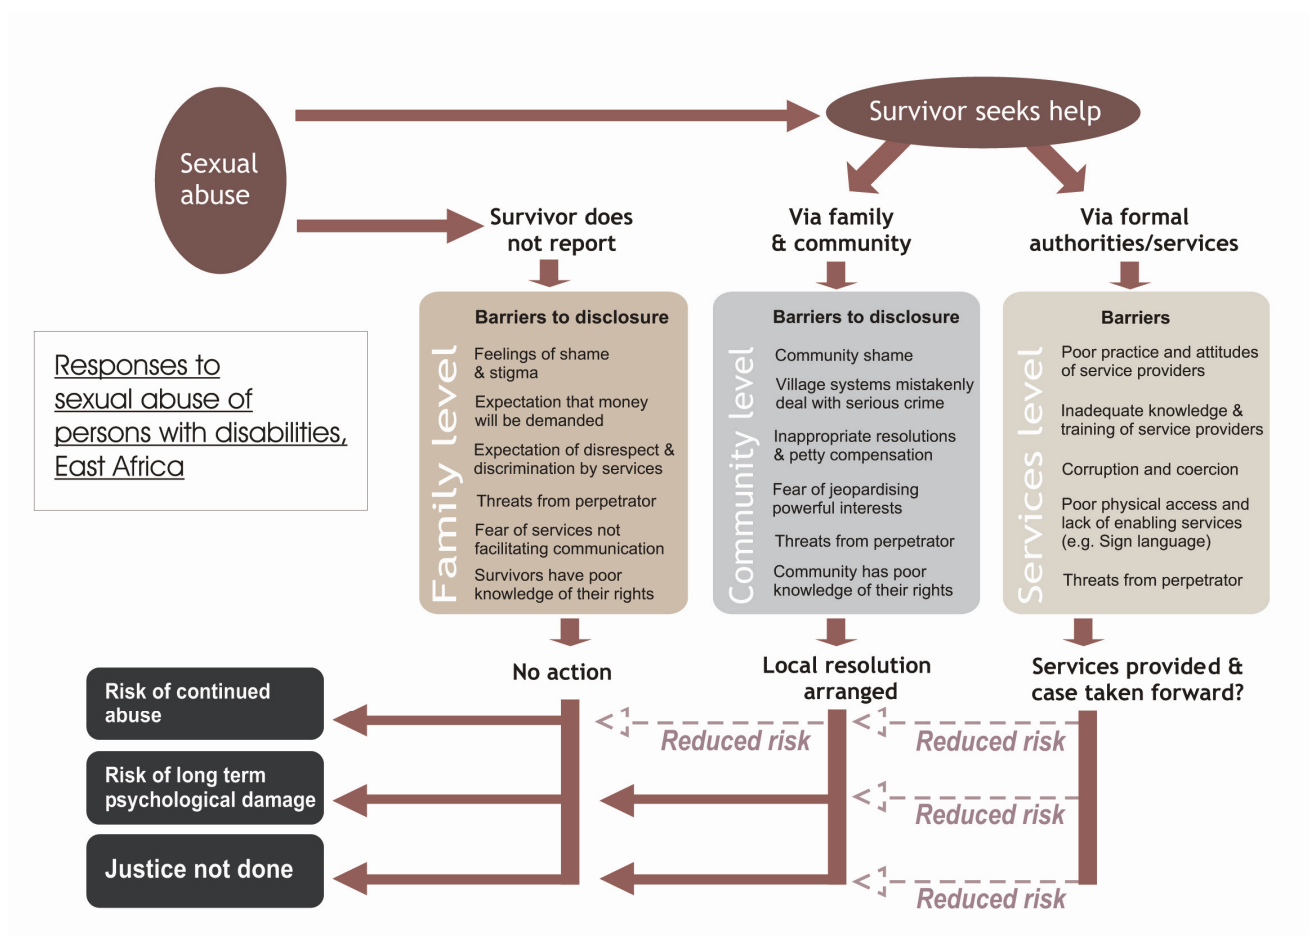 Sexual
abuse
Survivor seeks help
Survivor does
not report
Via family
& community
Via formal
authorities/services
Responses to
sexual abuse of
persons with disabilities,
East Africa
Family level
Barriers to disclosure
Feelings of shame
& stigma
Expectation that money
will be demanded
Expectation of disrespect &
discrimination by services
Threats from perpetrator
Fear of services not
facilitating communication
Survivors have poor
knowledge of their rights
Community level
Barriers to disclosure
Community shame
Village systems mistakenly
deal with serious crime
Inappropriate resolutions
& petty compensation
Fear of jeopardising
powerful interests
Threats from perpetrator
Community has poor
knowledge of their rights
Services level
Barriers
Poor practice and attitudes
of service providers
Inadequate knowledge &
training of service providers
Corruption and coercion
Poor physical access and
lack of enabling services
(e.g. Sign language)
Threats from perpetrator
No action
Local resolution
arranged
Services provided &
case taken forward?
Risk of continued
abuse
Reduced risk
Reduced risk
Risk of long term
psychological damage
Reduced risk
Justice not done
Reduced risk